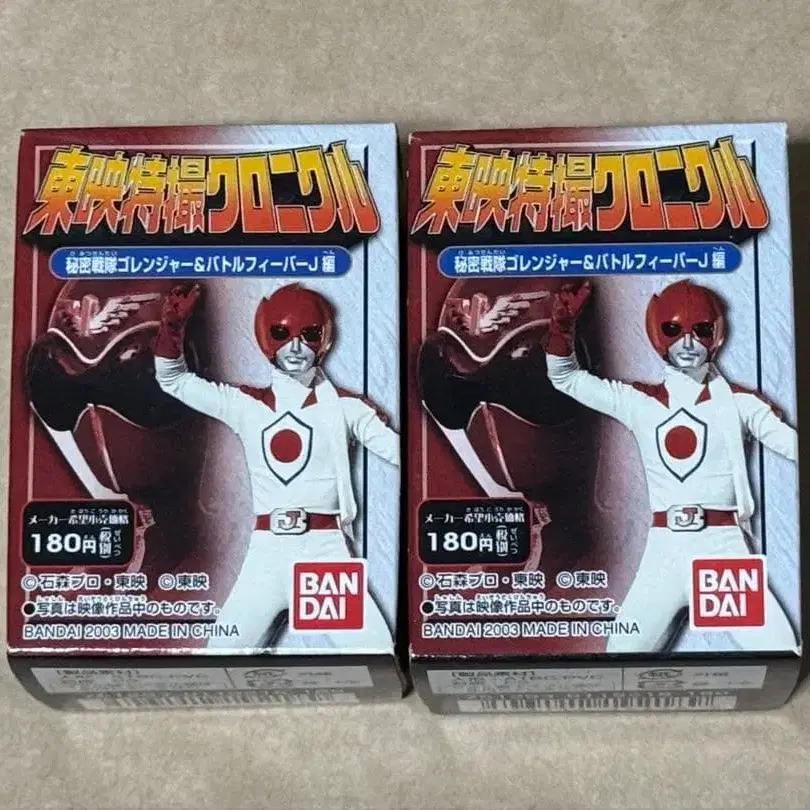 東映特撮クロニクル
秘密戦隊ゴレンジャー&バトルフィーバーJ編
メーカー希望小売価格
180円(税別)
©石森プロ・東映 ©東映
●写真は映像作品中のものです。
BANDAI 2003 MADE IN CHINA
BAN
DAI
J
東映特撮クロニクル
秘密戦隊ゴレンジャー&バトルフィーバーJ編
メーカー希望小売価格
180円(税別)
©石森プロ・東映 ©東映
●写真は映像作品中のものです。
BANDAI 2003 MADE IN CHINA
BAN
DAI
J